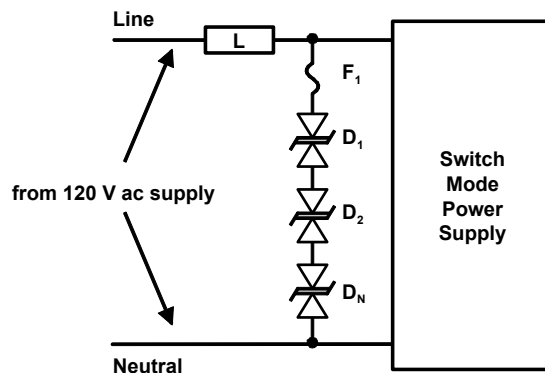 Line
L
F1
D1
from 120 V ac supply
D2
DN
Switch
Mode
Power
Supply
Neutral